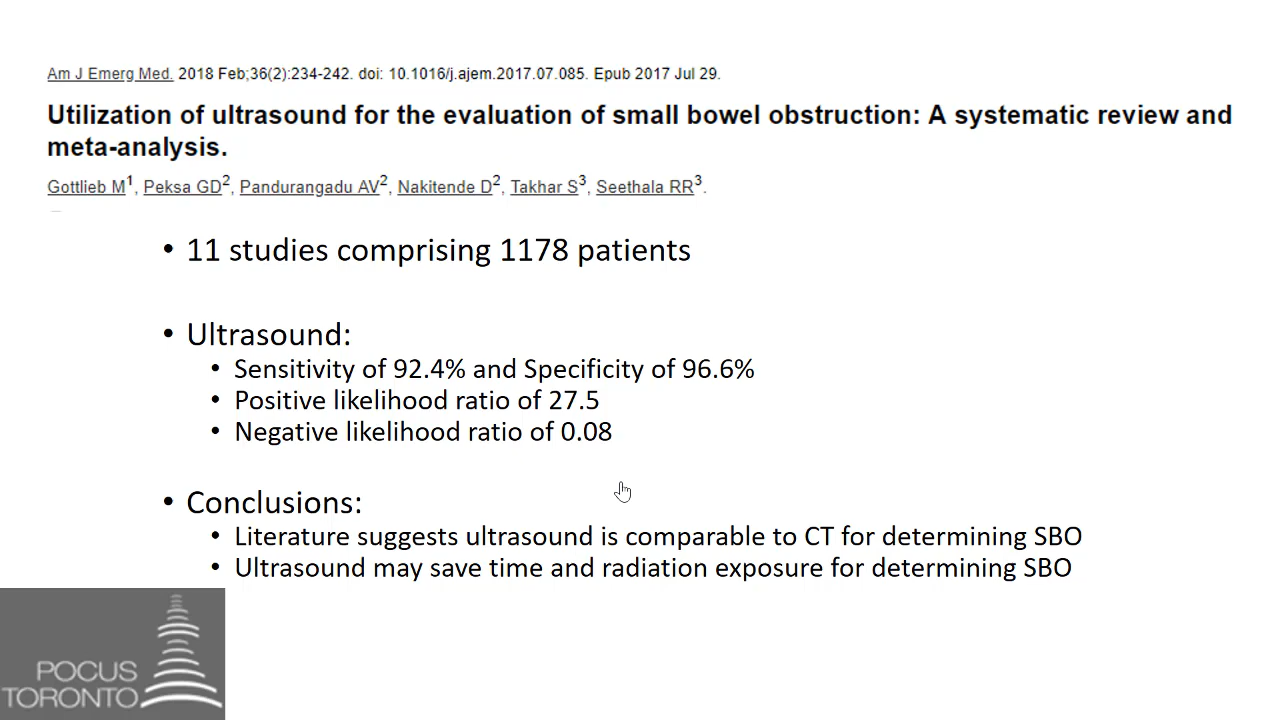 Am J Emerg Med. 2018 Feb;36(2):234-242. doi: 10.1016/j.ajem.2017.07.085. Epub 2017 Jul 29.
Utilization of ultrasound for the evaluation of small bowel obstruction: A systematic review and
meta-analysis.
Gottlieb M1, Peksa GD2, Pandurangadu AV2, Nakitende D2, Takhar S3, Seethala RR3.
• 11 studies comprising 1178 patients
• Ultrasound:
• Sensitivity of 92.4% and Specificity of 96.6%
• Positive likelihood ratio of 27.5
• Negative likelihood ratio of 0.08
• Conclusions:
• Literature suggests ultrasound is comparable to CT for determining SBO
• Ultrasound may save time and radiation exposure for determining SBO
POCUS
TORONTO